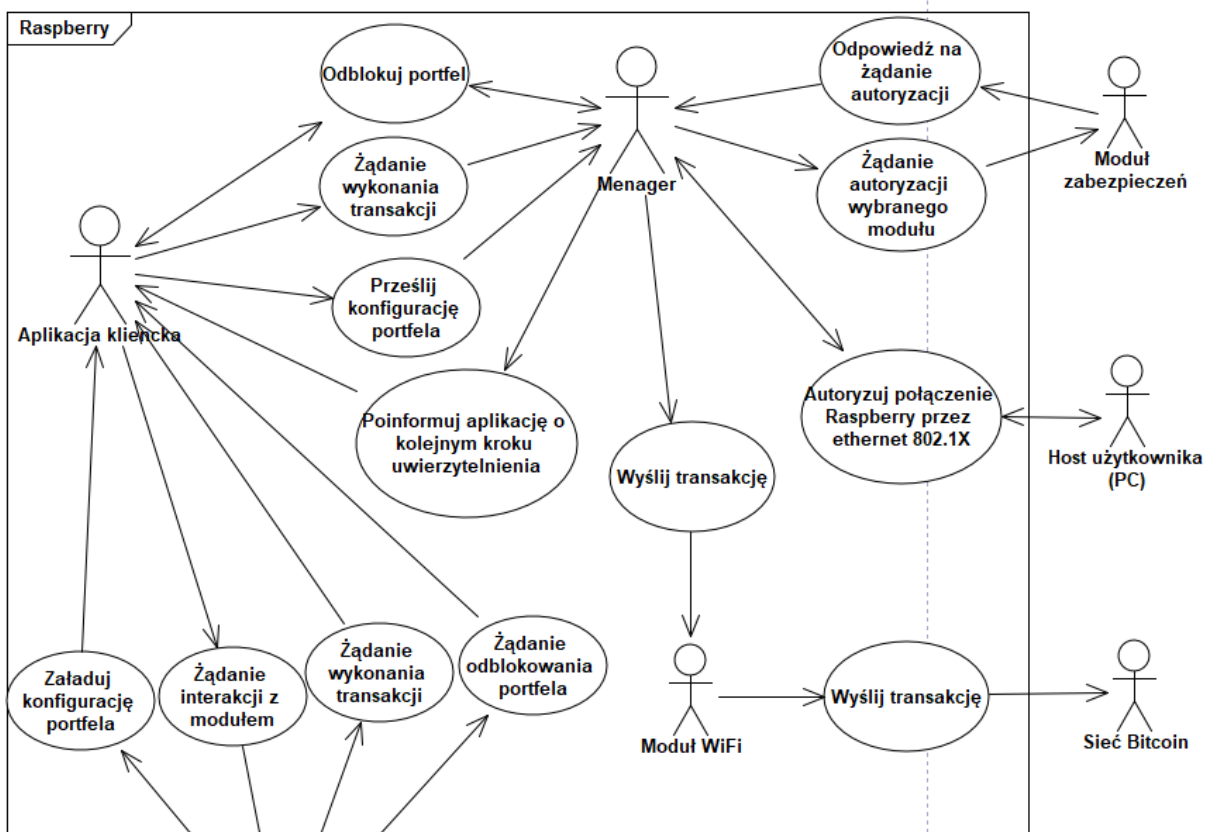 Raspberry
Odblokuj portfel
Odpowiedź na
żądanie
autoryzacji
Żądanie
wykonania
transakcji
Menager
Żądanie
autoryzacji
wybranego
modułu
Moduł
zabezpieczeń
Aplikacja kliencka
Prześlij
konfigurację
portfela
Poinformuj aplikację o
kolejnym kroku
uwierzytelnienia
Wyślij transakcję
Autoryzuj połączenie
Raspberry przez
ethernet 802.1X
Host użytkownika
(PC)
Załaduj
konfigurację
portfela
Żądanie
interakcji z
modułem
Żądanie
wykonania
transakcji
Żądanie
odblokowania
portfela
Moduł WiFi
Wyślij transakcję
Sieć Bitcoin